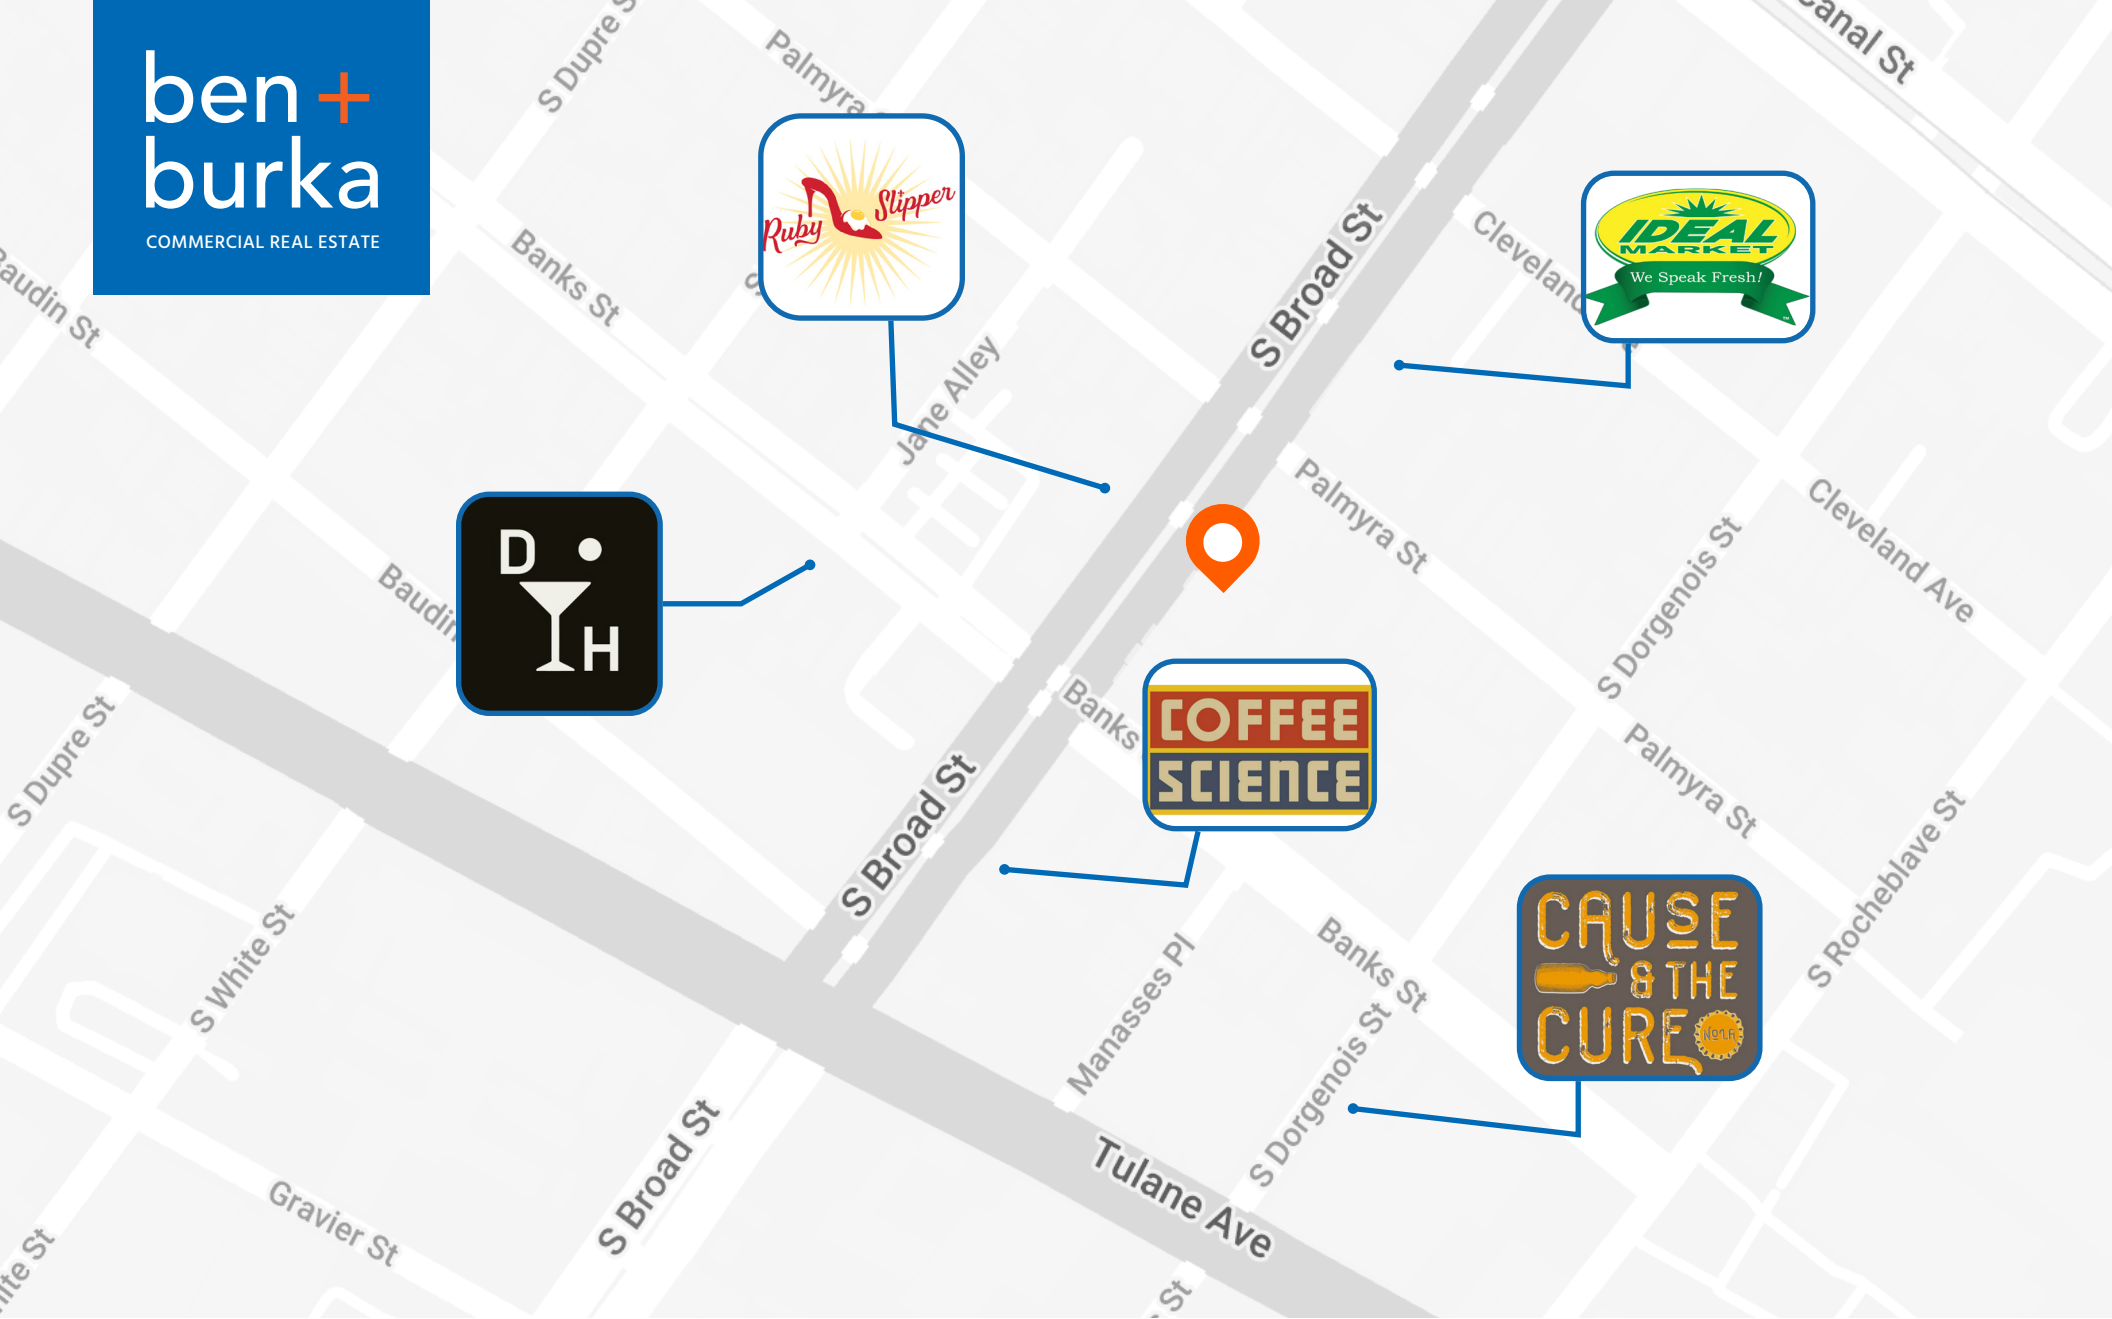 ben +
burka
COMMERCIAL REAL ESTATE
S Dupre S
Palmyra
Canal St
Banks St
Baudin St
Ruby Slipper
S Broad St
Cleveland
IDEAL
MARKET
We Speak Fresh!
™
Jane Alley
D
H
Baudin
Palmyra St
Cleveland Ave
S Dorgenois St
Banks
COFFEE
SCIENCE
S Dupre St
S Broad St
Palmyra St
S Rocheblave St
S White St
Manasses Pl
Banks St
CAUSE
& THE
CURE
NOLA
S Dorgenois St
S Broad St
Tulane Ave
Gravier St
hite St
s St